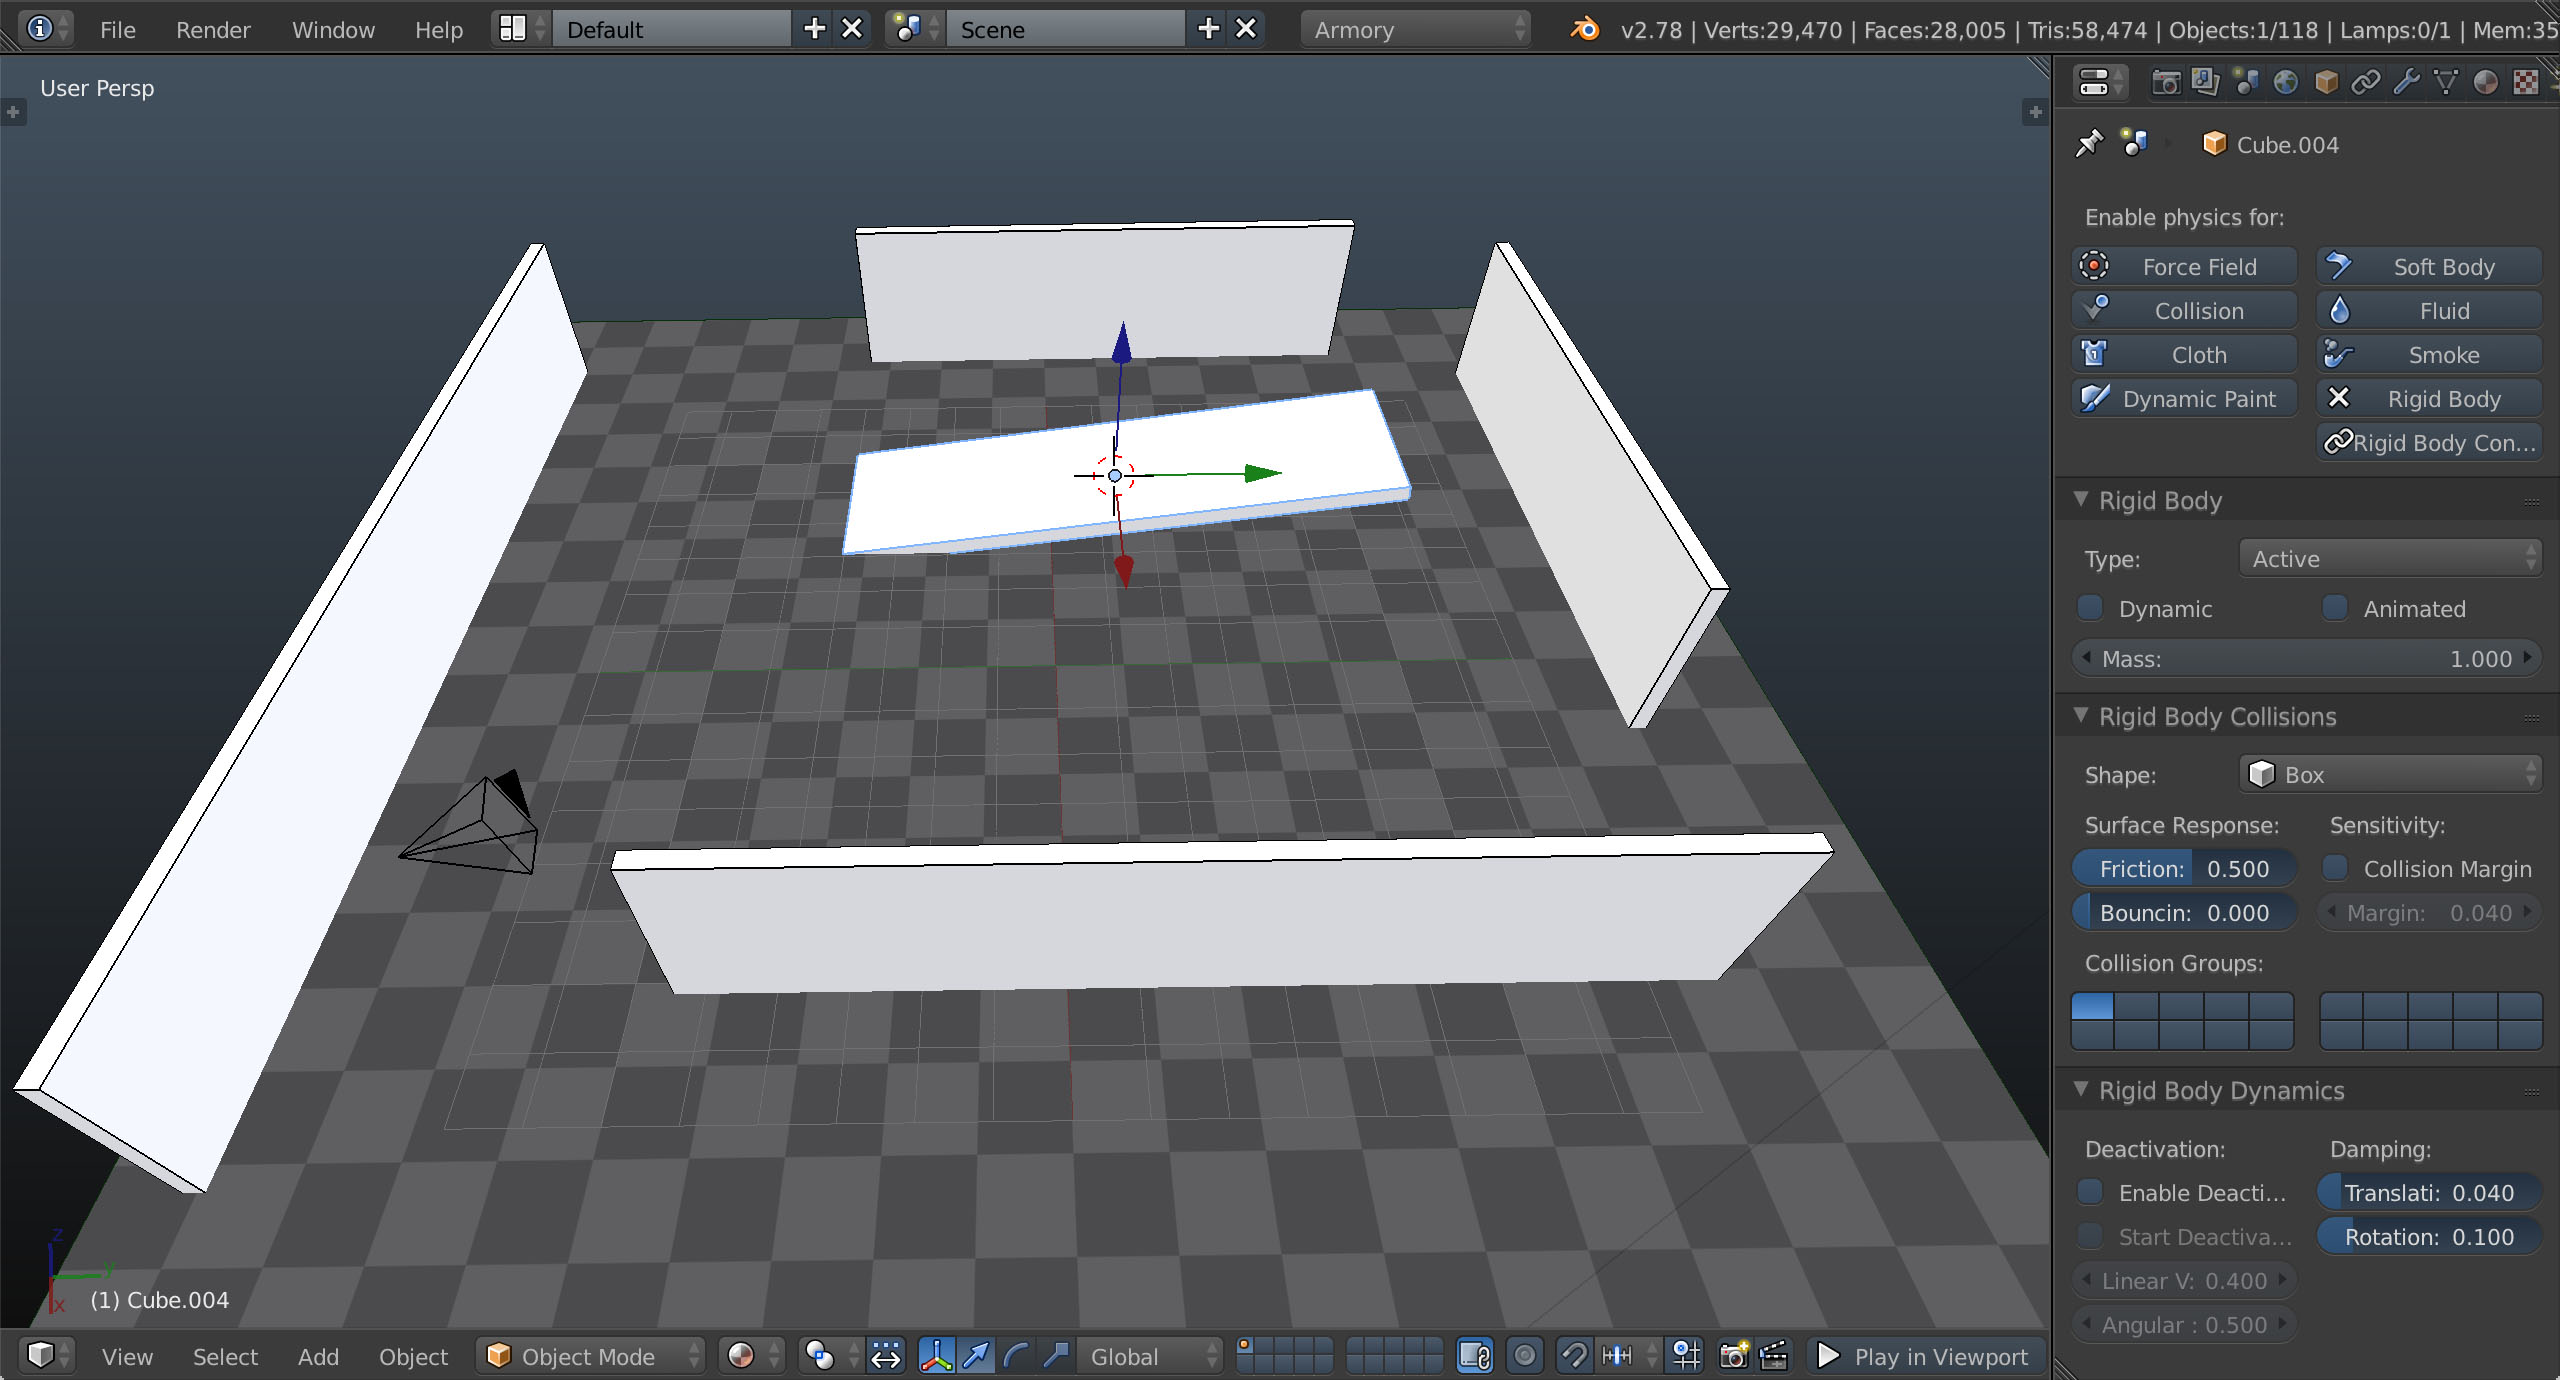 File Render Window Help Default Scene Armory v2.78 | Verts:29,470 | Faces:28,005 | Tris:58,474 | Objects:1/118 | Lamps:0/1 | Mem:35
User Persp
Cube.004
Enable physics for:
Force Field Soft Body
Collision Fluid
Cloth Smoke
Dynamic Paint Rigid Body
Rigid Body Con...
Rigid Body
Type: Active
Dynamic Animated
Mass: 1.000
Rigid Body Collisions
Shape: Box
Surface Response: Sensitivity:
Friction: 0.500 Collision Margin
Bouncin: 0.000 Margin: 0.040
Collision Groups:
Rigid Body Dynamics
Deactivation: Damping:
Enable Deacti... Translati: 0.040
Start Deactiva... Rotation: 0.100
Linear V: 0.400
Angular : 0.500
z
y
x
(1) Cube.004
View Select Add Object Object Mode Global Play in Viewport